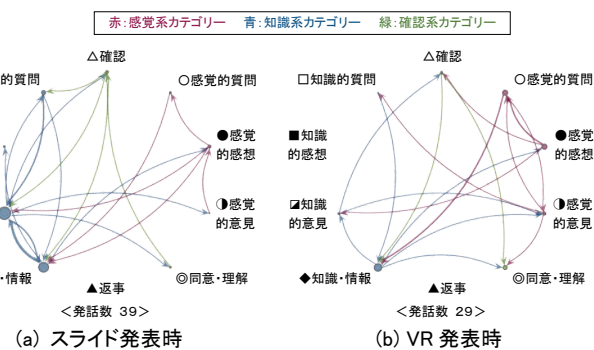 赤：感覚系カテゴリー 青：知識系カテゴリー 緑：確認系カテゴリー
△確認
的質問
○感覚的質問
●感覚
的感想
◑感覚
的意見
・情報
▲返事
◎同意・理解
＜発話数 39＞
(a) スライド発表時
△確認
□知識的質問
○感覚的質問
■知識
的感想
●感覚
的感想
◪知識
的意見
◑感覚
的意見
◆知識・情報
▲返事
◎同意・理解
＜発話数 29＞
(b) VR 発表時